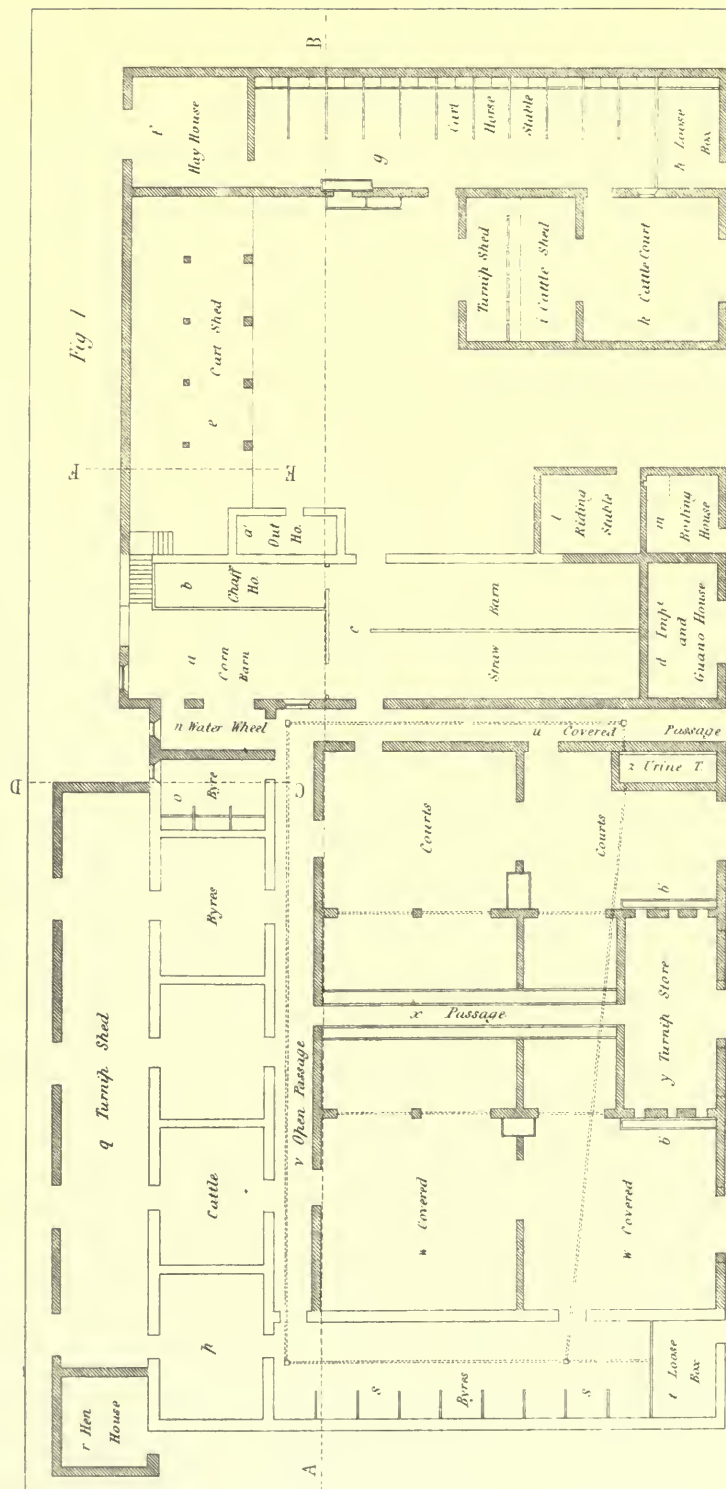 Fig 1
B
f
Hay House
g
Cart
Horse
Stable
h Loose
Box
e Cart Shed
F
E
Turnip Shed
i Cattle Shed
k Cattle Court
a'
Out
Ho.
b
Chaff
Ho.
a
Corn
Barn
c
Straw Barn
l
Riding
Stable
m
Boiling
House
d Impt
and
Guano House
n Water Wheel
u Covered Passage
D
C
o
Byre
z Urine T.
Byres
Courts
Courts
b'
q Turnip Shed
v Open Passage
x Passage
y Turnip Store
Cattle
p
w Covered
w Covered
b'
r Hen
House
s
Byres
s
t Loose
Box
A